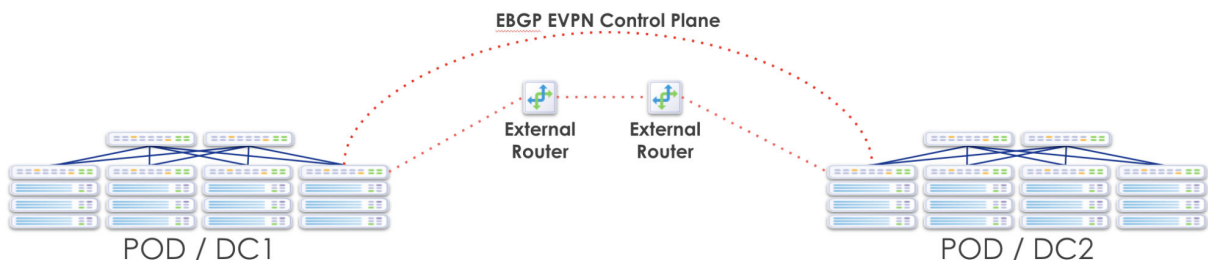 EBGP EVPN Control Plane
External
Router
External
Router
POD / DC1
POD / DC2